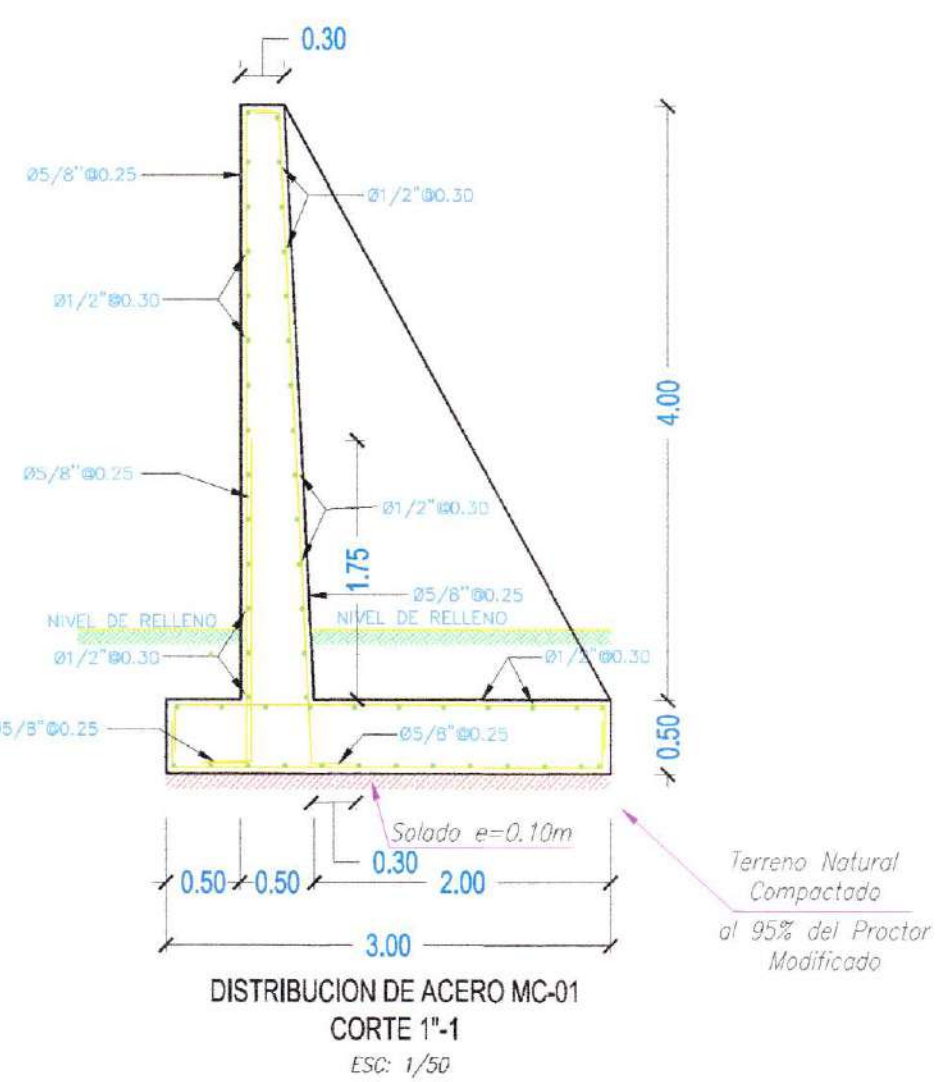 0.30
Ø5/8"@0.25
Ø1/2"@0.30
Ø1/2"@0.30
4.00
Ø5/8"@0.25
Ø1/2"@0.30
1.75
Ø5/8"@0.25
NIVEL DE RELLENO
NIVEL DE RELLENO
Ø1/2"@0.30
Ø1/2"@0.30
Ø5/8"@0.25
Ø5/8"@0.25
0.50
Solado e=0.10m
0.30
0.50
0.50
2.00
3.00
Terreno Natural
Compactado
al 95% del Proctor
Modificado
DISTRIBUCION DE ACERO MC-01
CORTE 1"-1
ESC: 1/50